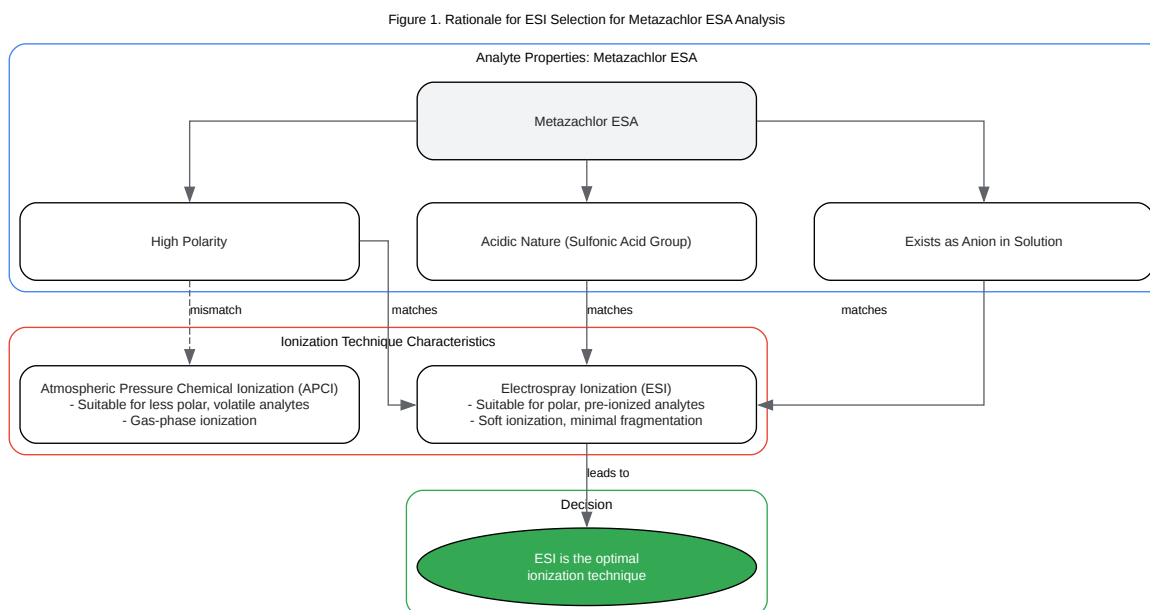 Figure 1. Rationale for ESI Selection for Metazachlor ESA Analysis
Analyte Properties: Metazachlor ESA
Metazachlor ESA
High Polarity
Acidic Nature (Sulfonic Acid Group)
Exists as Anion in Solution
mismatch
matches
matches
matches
Ionization Technique Characteristics
Atmospheric Pressure Chemical Ionization (APCI)
- Suitable for less polar, volatile analytes
- Gas-phase ionization
Electrospray Ionization (ESI)
- Suitable for polar, pre-ionized analytes
- Soft ionization, minimal fragmentation
leads to
Decision
ESI is the optimal
ionization technique